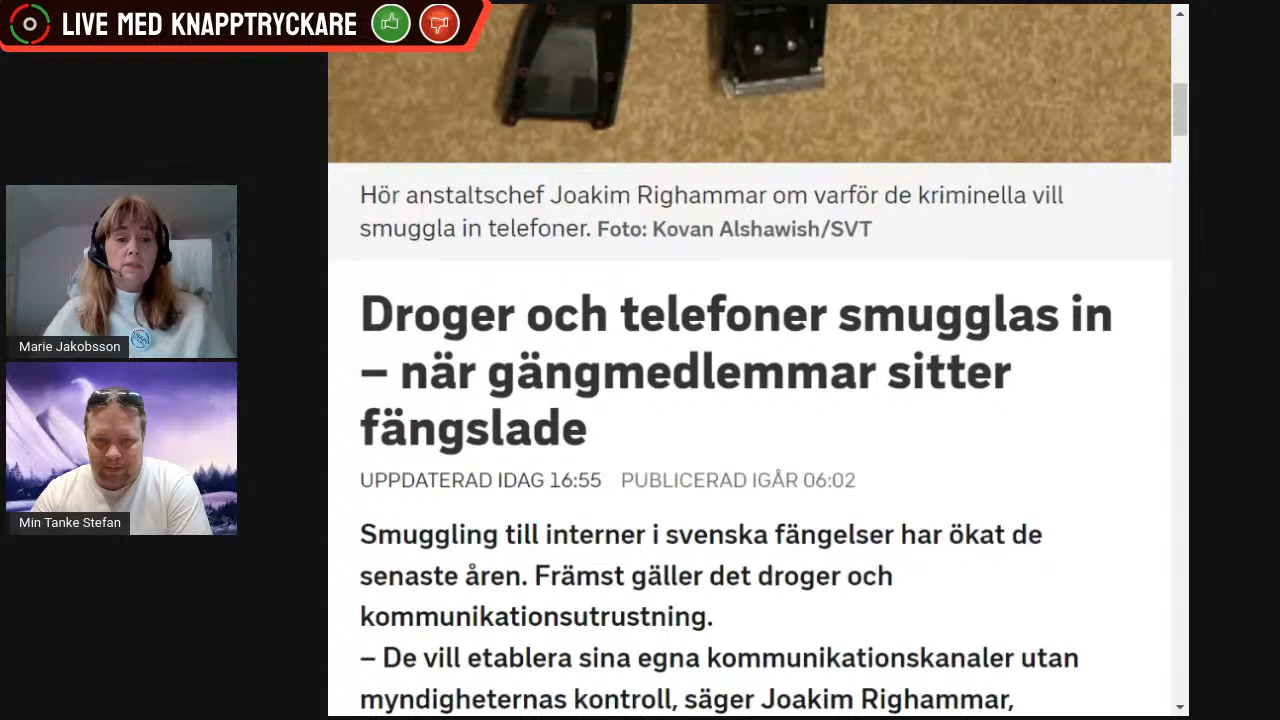 LIVE MED KNAPPTRYCKARE
Hör anstaltschef Joakim Righammar om varför de kriminella vill
smuggla in telefoner. Foto: Kovan Alshawish/SVT
Droger och telefoner smugglas in
– när gängmedlemmar sitter
fängslade
UPPDATERAD IDAG 16:55 PUBLICERAD IGÅR 06:02
Smuggling till interner i svenska fängelser har ökat de
senaste åren. Främst gäller det droger och
kommunikationsutrustning.
– De vill etablera sina egna kommunikationskanaler utan
myndigheternas kontroll, säger Joakim Righammar,
Marie Jakobsson
Min Tanke Stefan